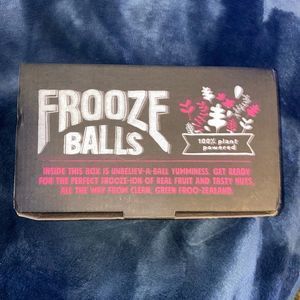 FROOZE
BALLS
100% plant
powered
INSIDE THIS BOX IS UNBELIEV-A-BALL YUMMINESS. GET READY
FOR THE PERFECT FROOZE-ION OF REAL FRUIT AND TASTY NUTS,
ALL THE WAY FROM CLEAN, GREEN FROO-ZEALAND.